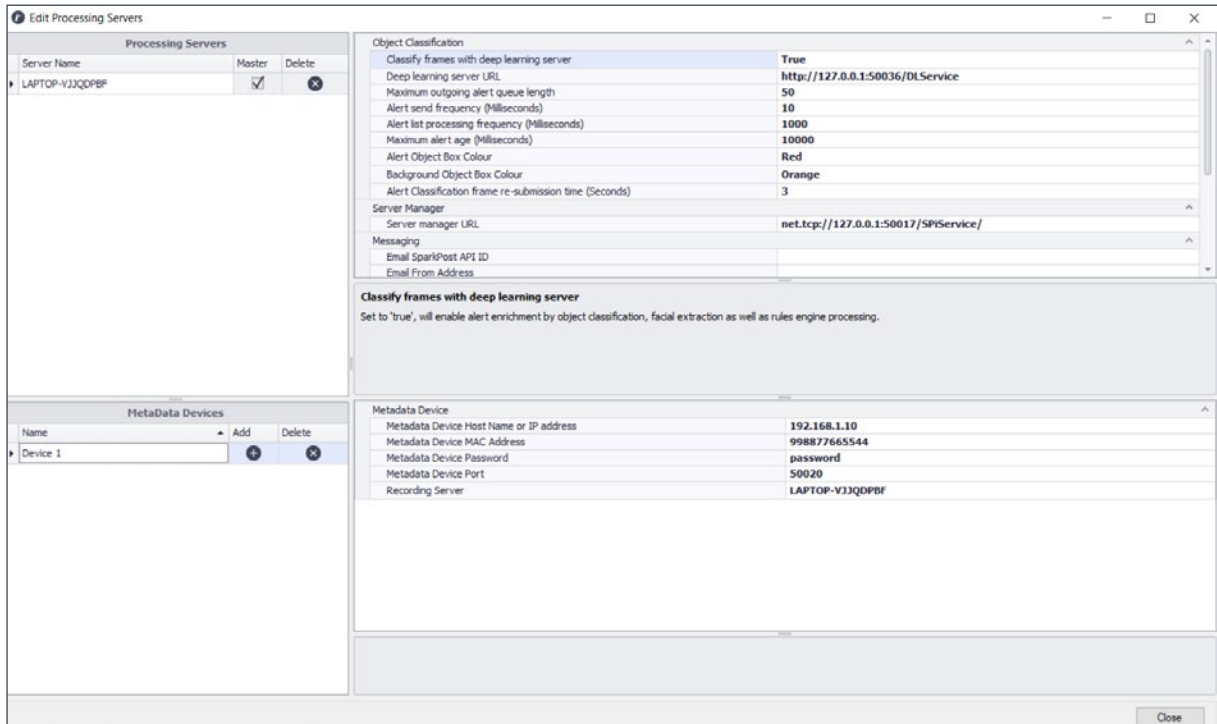 Edit Processing Servers
Processing Servers
Server Name Master Delete
LAPTOP-VJJQDPBF
Object Classification
Classify frames with deep learning server True
Deep learning server URL http://127.0.0.1:50036/DLService
Maximum outgoing alert queue length 50
Alert send frequency (Milliseconds) 10
Alert list processing frequency (Milliseconds) 1000
Maximum alert age (Milliseconds) 10000
Alert Object Box Colour Red
Background Object Box Colour Orange
Alert Classification frame re-submission time (Seconds) 3
Server Manager
Server manager URL net.tcp://127.0.0.1:50017/SPiService/
Messaging
Email SparkPost API ID
Email From Address
Classify frames with deep learning server
Set to 'true', will enable alert enrichment by object classification, facial extraction as well as rules engine processing.
MetaData Devices
Name Add Delete
Device 1
Metadata Device
Metadata Device Host Name or IP address 192.168.1.10
Metadata Device MAC Address 998877665544
Metadata Device Password password
Metadata Device Port 50020
Recording Server LAPTOP-VJJQDPBF
Close